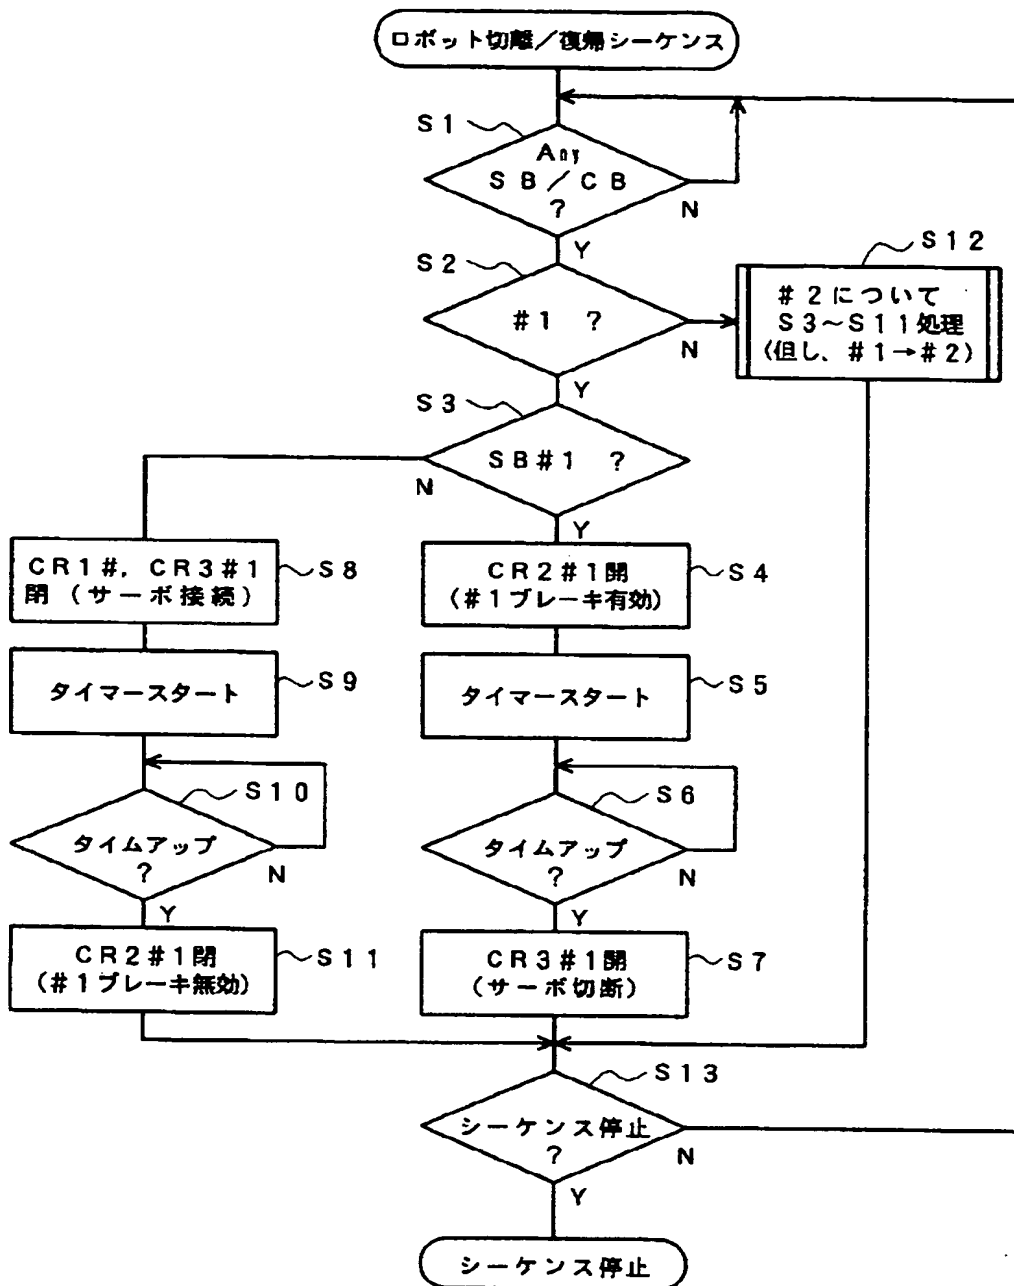 ロボット切離／復帰シーケンス
S1
Any
SB／CB
?
N
Y
S2
#1 ?
N
Y
S12
#2について
S3〜S11処理
(但し、#1→#2)
S3
SB#1 ?
N
Y
CR1#, CR3#1
閉（サーボ接続）
S8
CR2#1開
(#1ブレーキ有効)
S4
タイマースタート
S9
タイマースタート
S5
S10
タイムアップ
?
N
Y
S6
タイムアップ
?
N
Y
CR2#1閉
(#1ブレーキ無効)
S11
CR3#1開
(サーボ切断)
S7
S13
シーケンス停止
?
N
Y
シーケンス停止